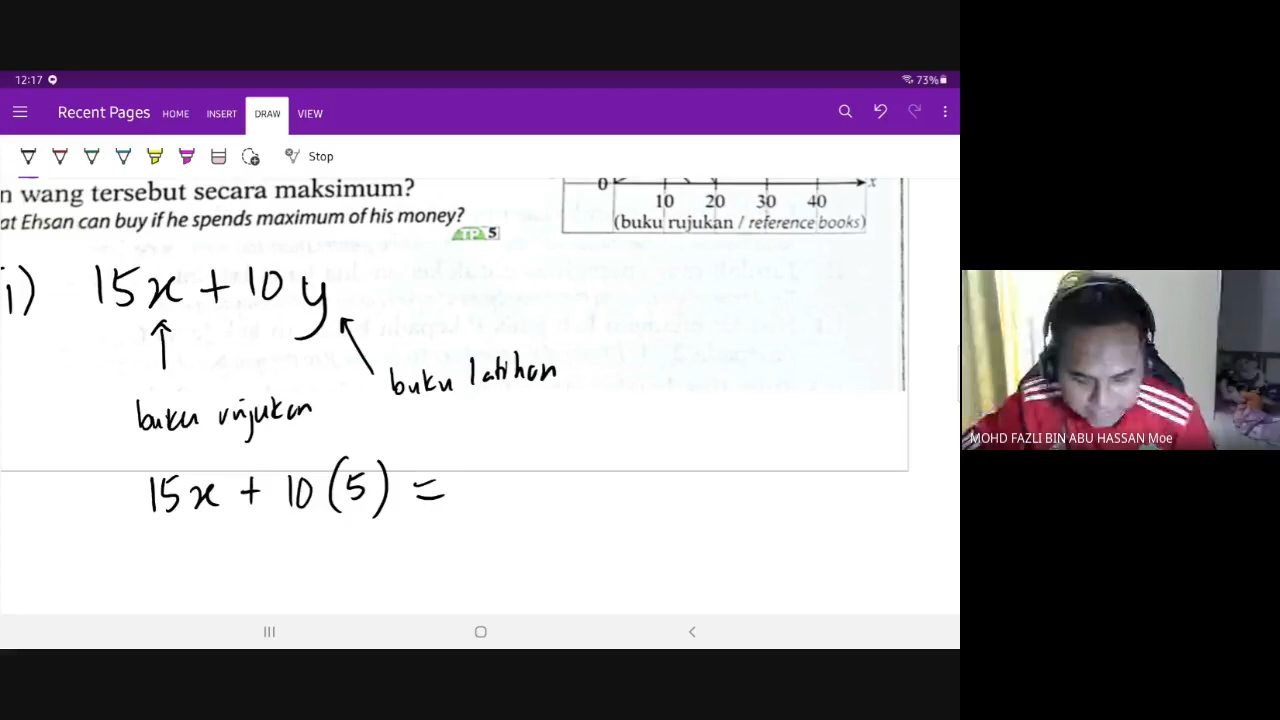 12:17 73%
Recent Pages HOME INSERT DRAW VIEW
Stop
n wang tersebut secara maksimum?
at Ehsan can buy if he spends maximum of his money?
TP 5
0 x
10 20 30 40
(buku rujukan / reference books)
i) 15x + 10y
buku latihan
buku rujukan
15x + 10(5) =
MOHD FAZLI BIN ABU HASSAN Moe